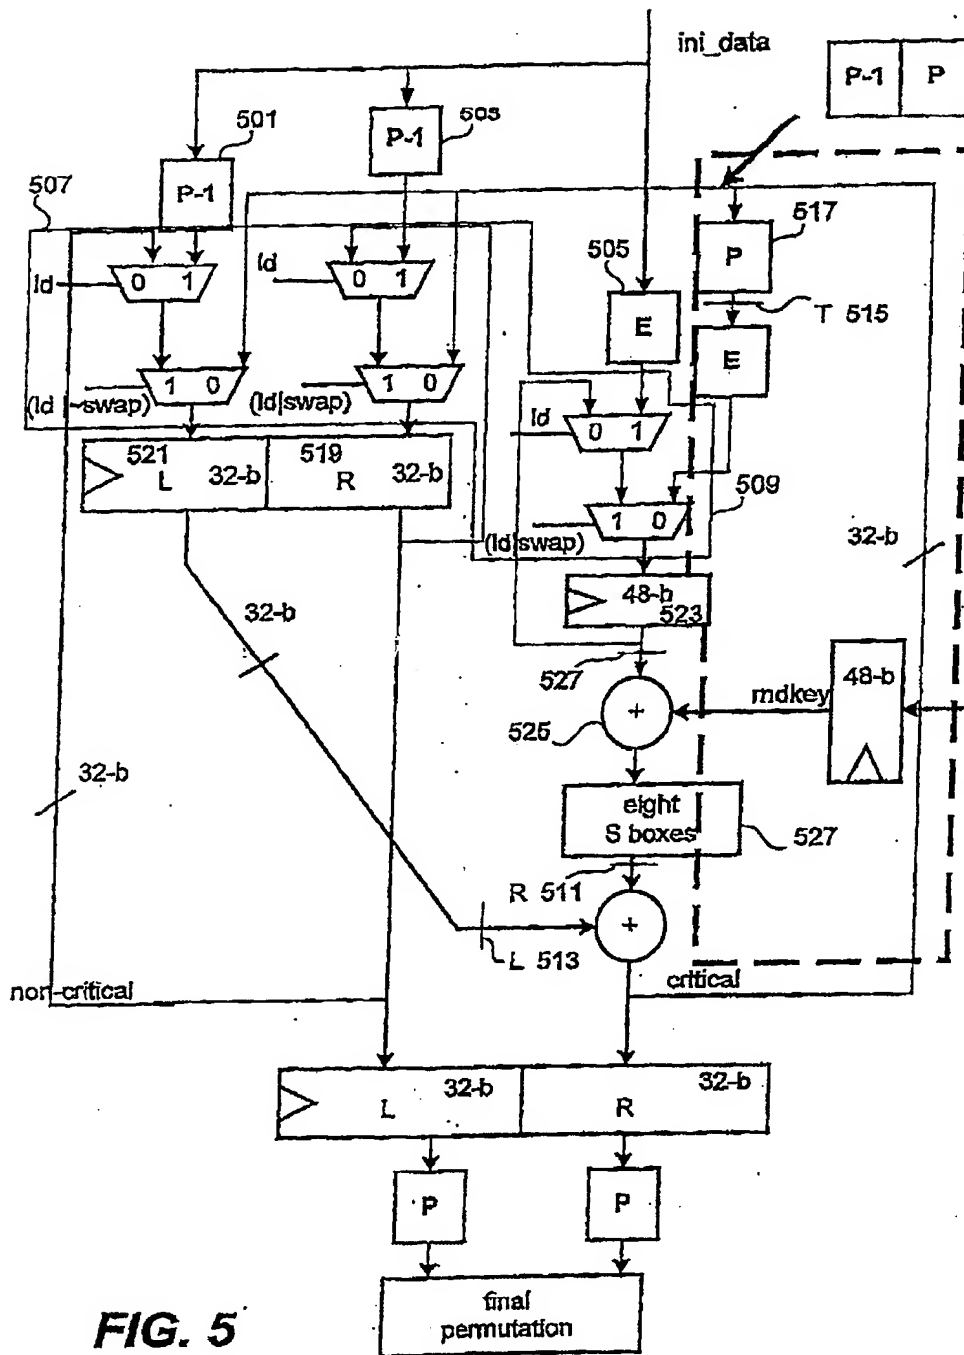 ini_data
P-1 P
501
P-1
503
P-1
507
517
P
505
ld
0 1
ld
0 1
E
T 515
E
1 0
(ld swap)
1 0
(ld|swap)
ld
0 1
521
L
32-b
519
R
32-b
1 0
(ld swap)
509
32-b
48-b
523
32-b
527
mdkey
48-b
+
525
32-b
eight
S boxes
527
R 511
+
L 513
non-critical
critical
L
32-b
R
32-b
P
P
final
permutation
FIG. 5